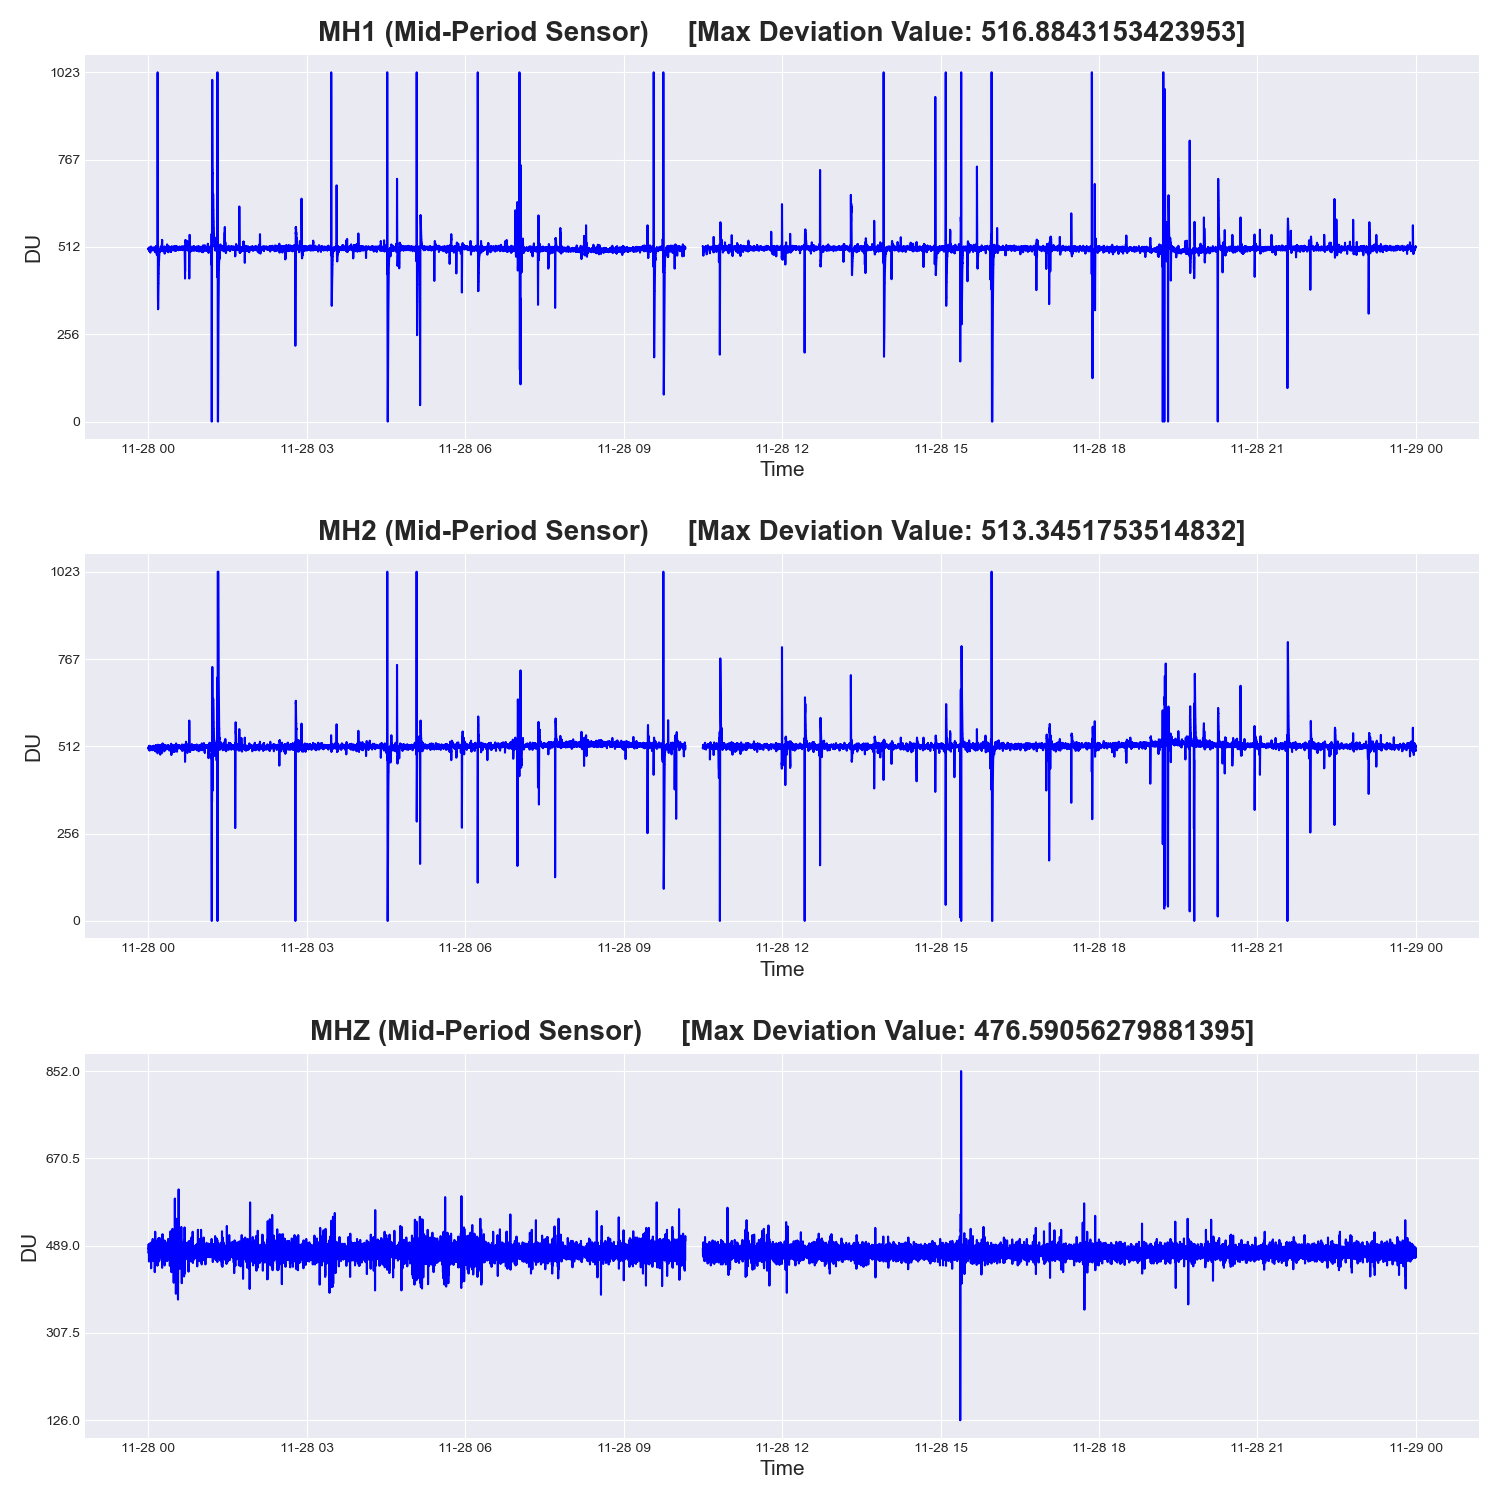 MH1 (Mid-Period Sensor)     [Max Deviation Value: 516.8843153423953]
1023
767
512
256
0
DU
11-28 00 11-28 03 11-28 06 11-28 09 11-28 12 11-28 15 11-28 18 11-28 21 11-29 00
Time
MH2 (Mid-Period Sensor)     [Max Deviation Value: 513.3451753514832]
1023
767
512
256
0
DU
11-28 00 11-28 03 11-28 06 11-28 09 11-28 12 11-28 15 11-28 18 11-28 21 11-29 00
Time
MHZ (Mid-Period Sensor)     [Max Deviation Value: 476.59056279881395]
852.0
670.5
489.0
307.5
126.0
DU
11-28 00 11-28 03 11-28 06 11-28 09 11-28 12 11-28 15 11-28 18 11-28 21 11-29 00
Time